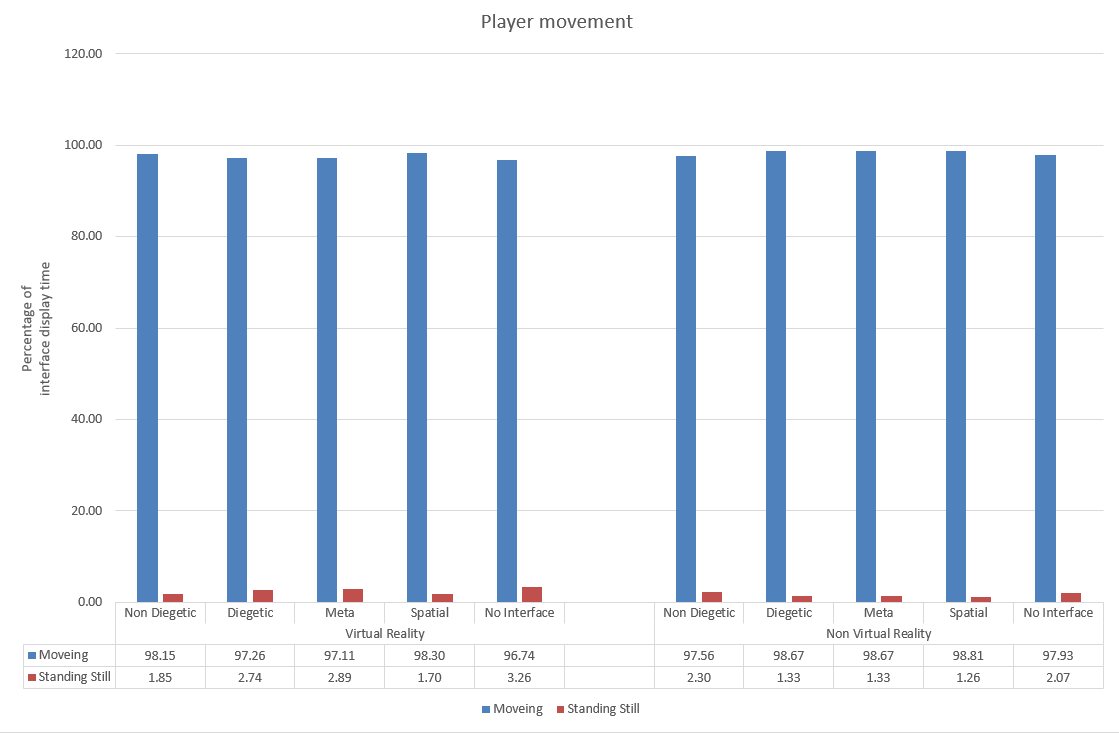 Player movement
120.00
100.00
80.00
60.00
40.00
20.00
0.00
Percentage of
interface display time
Non Diegetic Diegetic Meta Spatial No Interface Non Diegetic Diegetic Meta Spatial No Interface
Virtual Reality Non Virtual Reality
Moveing 98.15 97.26 97.11 98.30 96.74 97.56 98.67 98.67 98.81 97.93
Standing Still 1.85 2.74 2.89 1.70 3.26 2.30 1.33 1.33 1.26 2.07
Moveing Standing Still